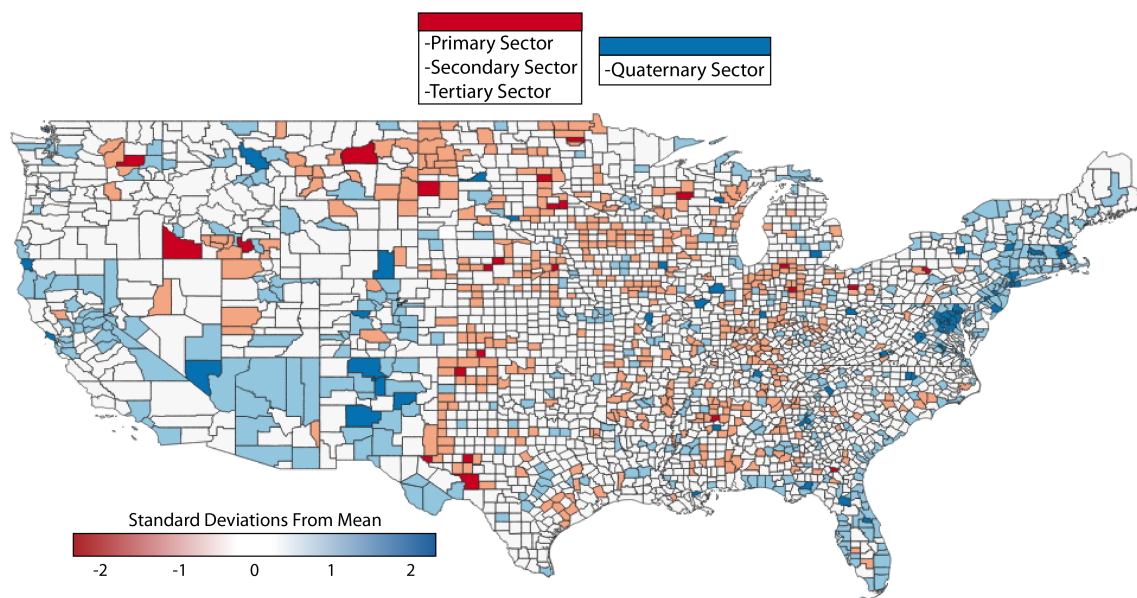 -Primary Sector
-Secondary Sector
-Tertiary Sector
-Quaternary Sector
Standard Deviations From Mean
-2 -1 0 1 2